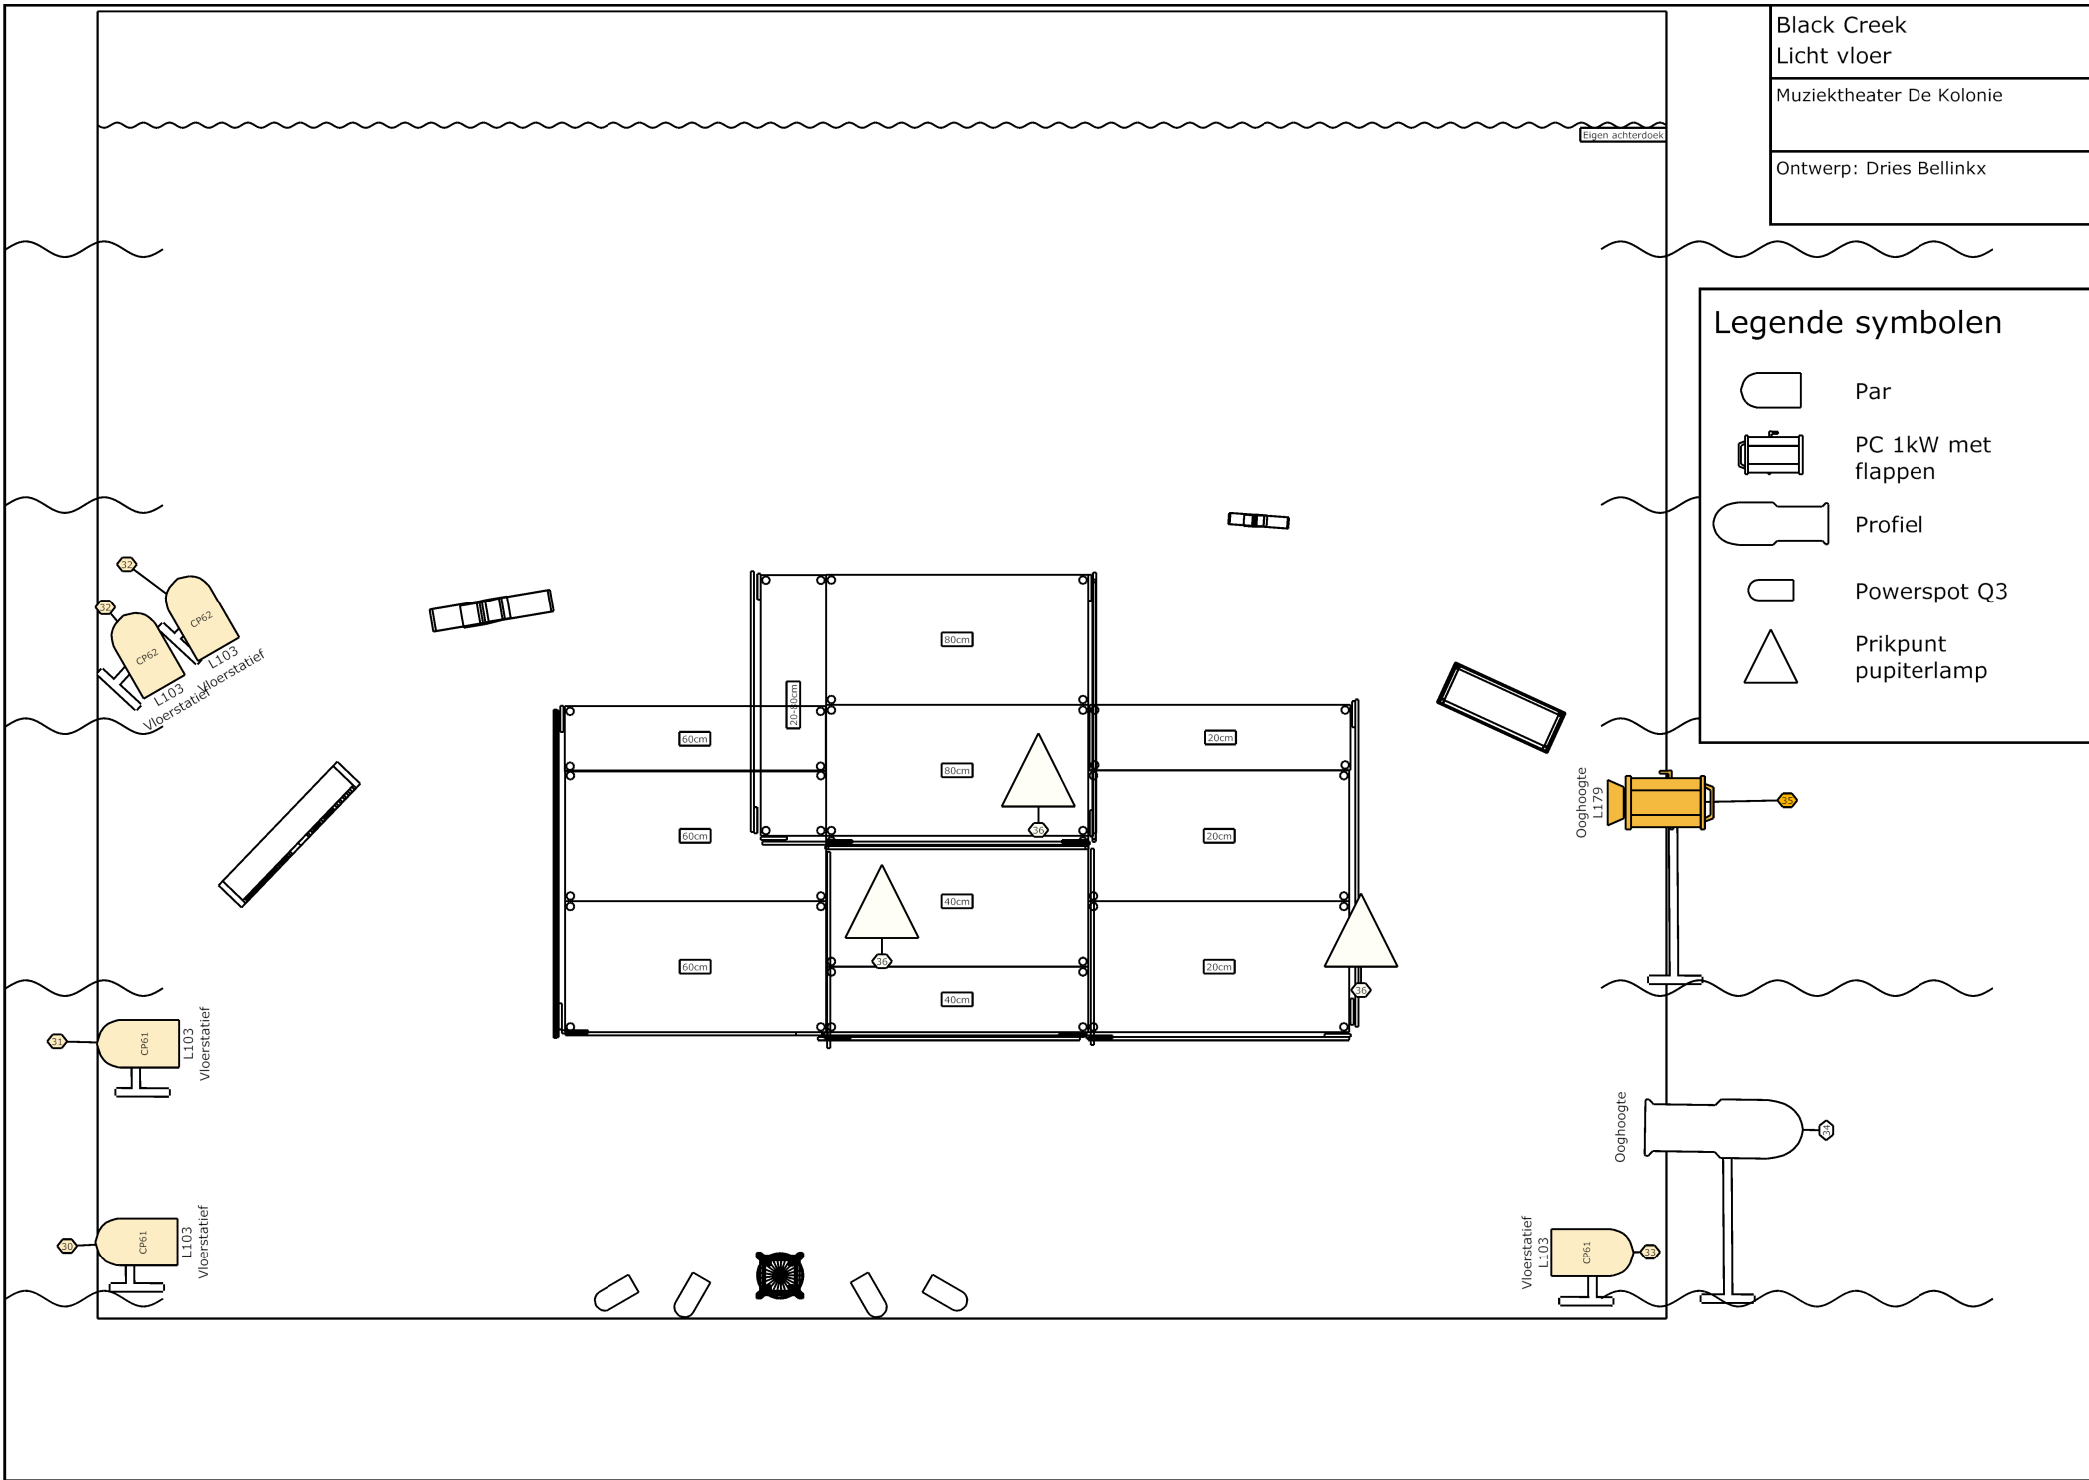 Black Creek
Licht vloer
Muziektheater De Kolonie
Eigen achterdoek
Ontwerp: Dries Bellinkx
Legende symbolen
Par
PC 1kW met
flappen
Profiel
Powerspot Q3
Prikpunt
pupiterlamp
32
32
CP62
L103
Vloerstatief
CP62
L103
Vloerstatief
80cm
20-80cm
60cm
80cm
20cm
36
60cm
20cm
40cm
36
60cm
20cm
40cm
36
Ooghoogte
L179
35
31
CP61
L103
Vloerstatief
Ooghoogte
34
30
CP61
L103
Vloerstatief
Vloerstatief
L103
CP61
33